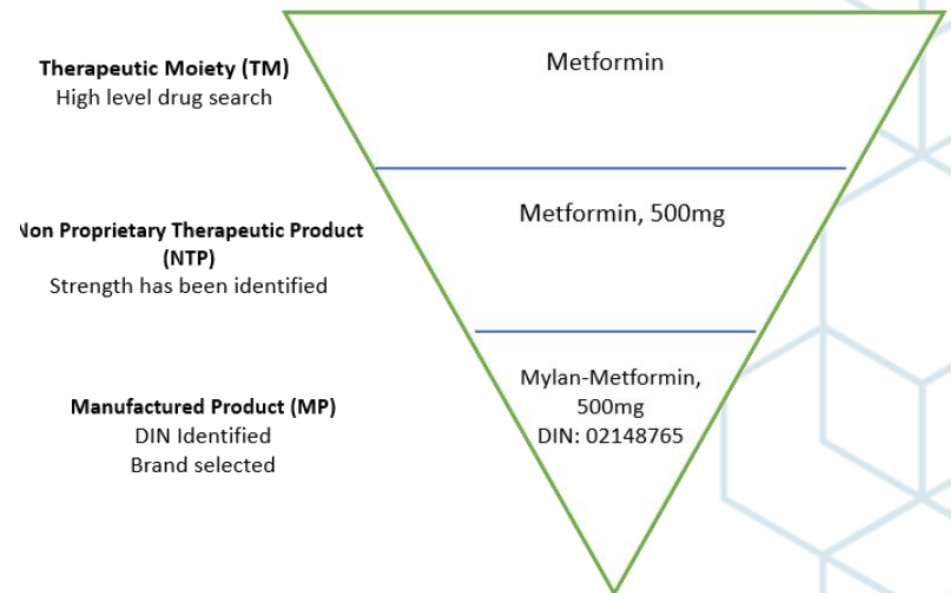 Therapeutic Moiety (TM)
High level drug search
Metformin
Non Proprietary Therapeutic Product
(NTP)
Strength has been identified
Metformin, 500mg
Manufactured Product (MP)
DIN Identified
Brand selected
Mylan-Metformin,
500mg
DIN: 02148765